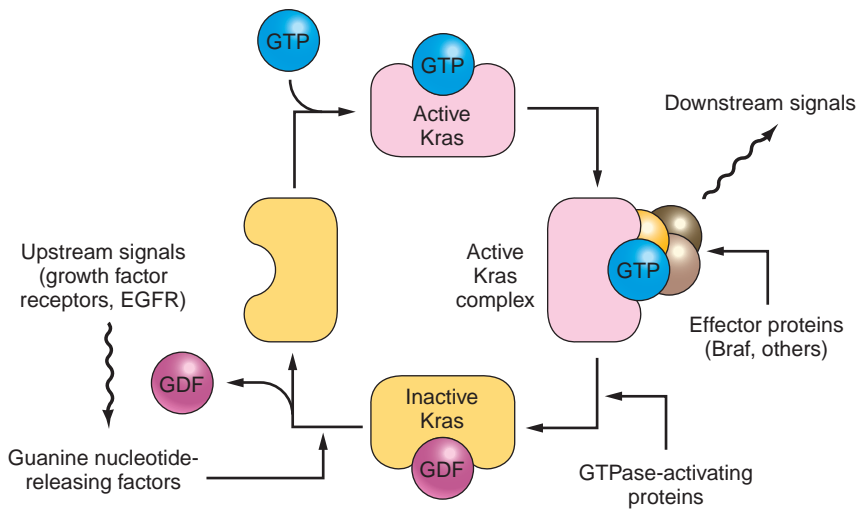 GTP
GTP
Active
Kras
Downstream signals
Upstream signals
(growth factor
receptors, EGFR)
Active
Kras
complex
GTP
Effector proteins
(Braf, others)
GDF
Inactive
Kras
GDF
Guanine nucleotide-
releasing factors
GTPase-activating
proteins